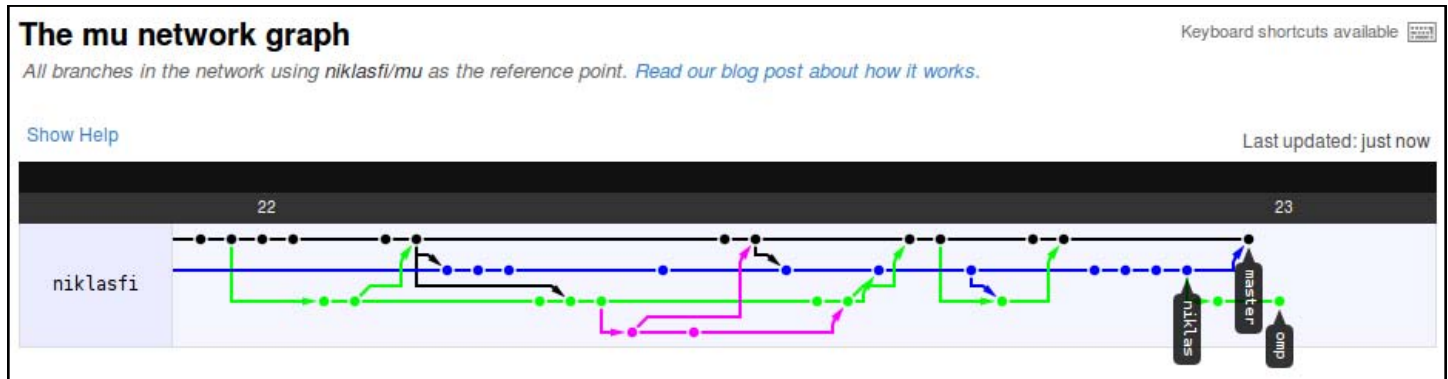 The mu network graph
Keyboard shortcuts available
All branches in the network using niklasfi/mu as the reference point. Read our blog post about how it works.
Show Help
Last updated: just now
22 23
niklasfi
niklas
master
omp